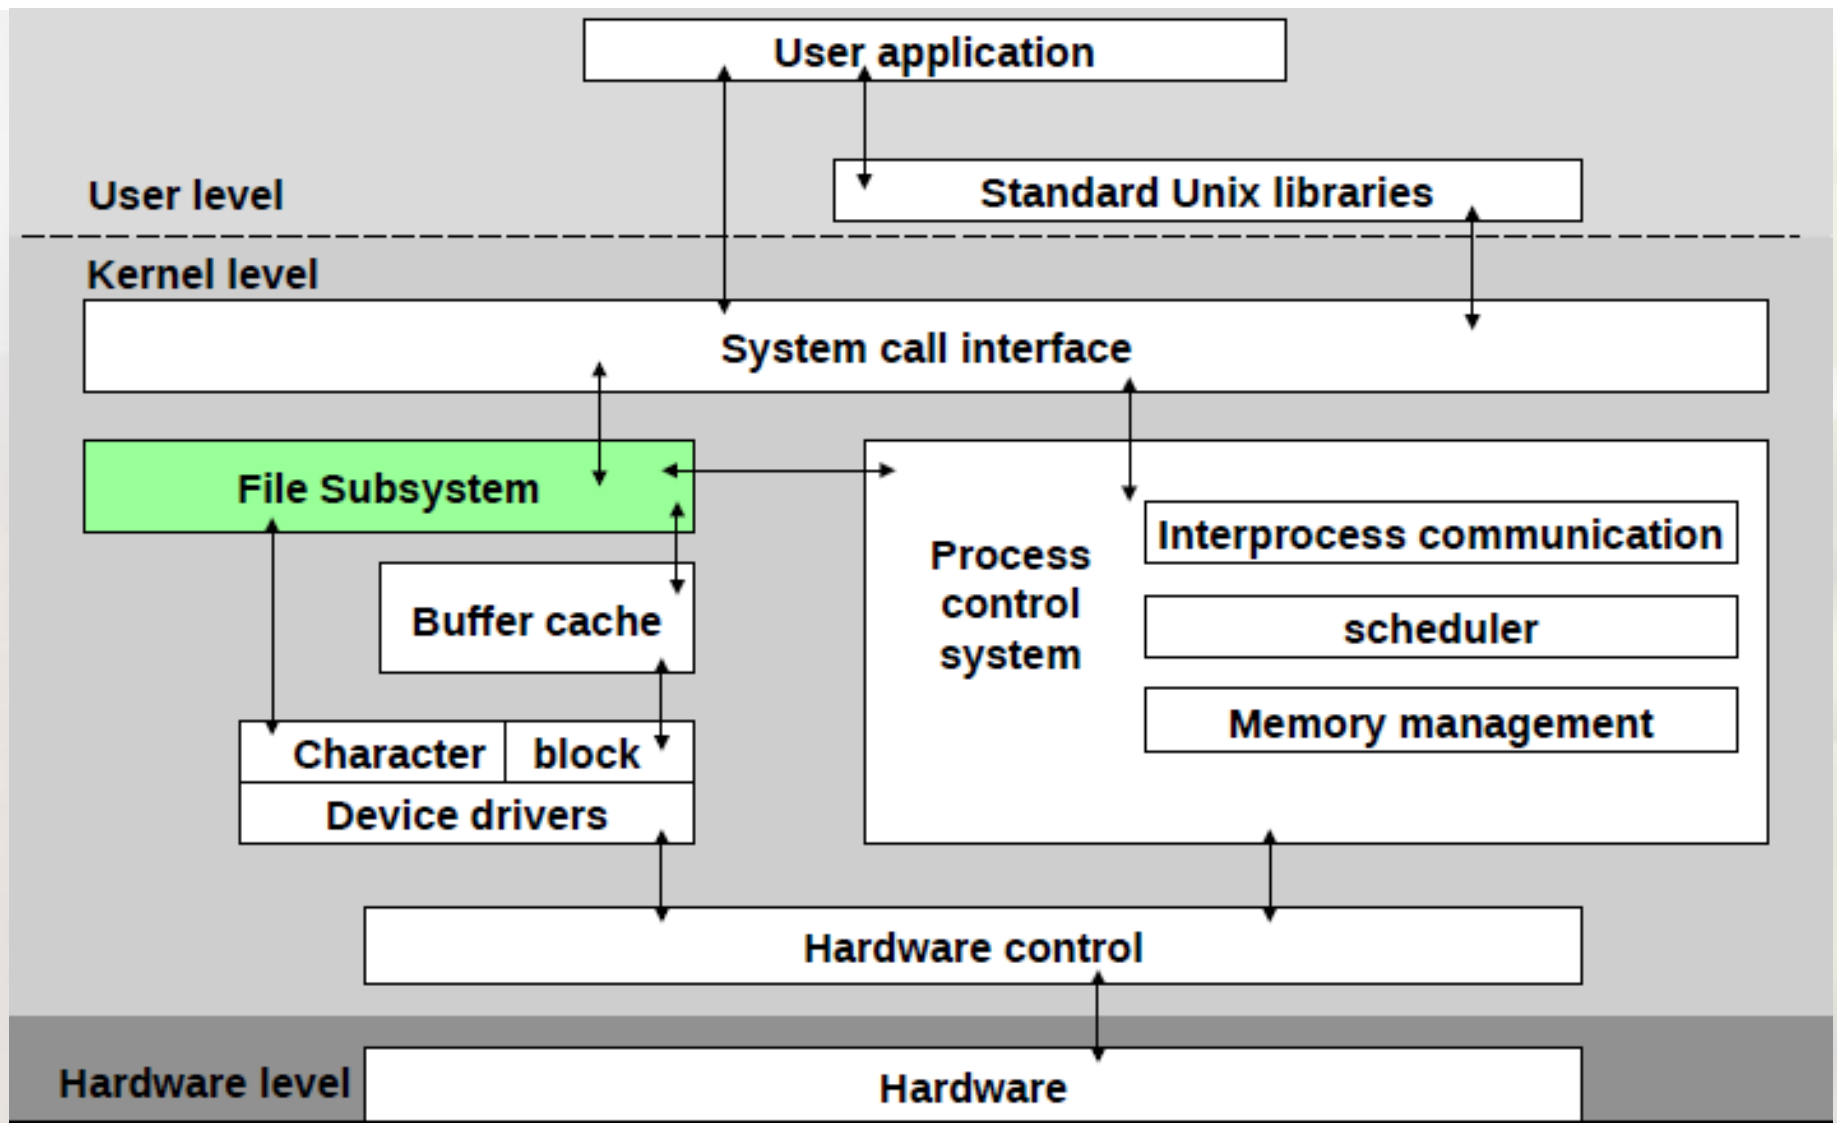 User application
Standard Unix libraries
User level
Kernel level
System call interface
File Subsystem
Buffer cache
Character
block
Device drivers
Process
control
system
Interprocess communication
scheduler
Memory management
Hardware control
Hardware level
Hardware